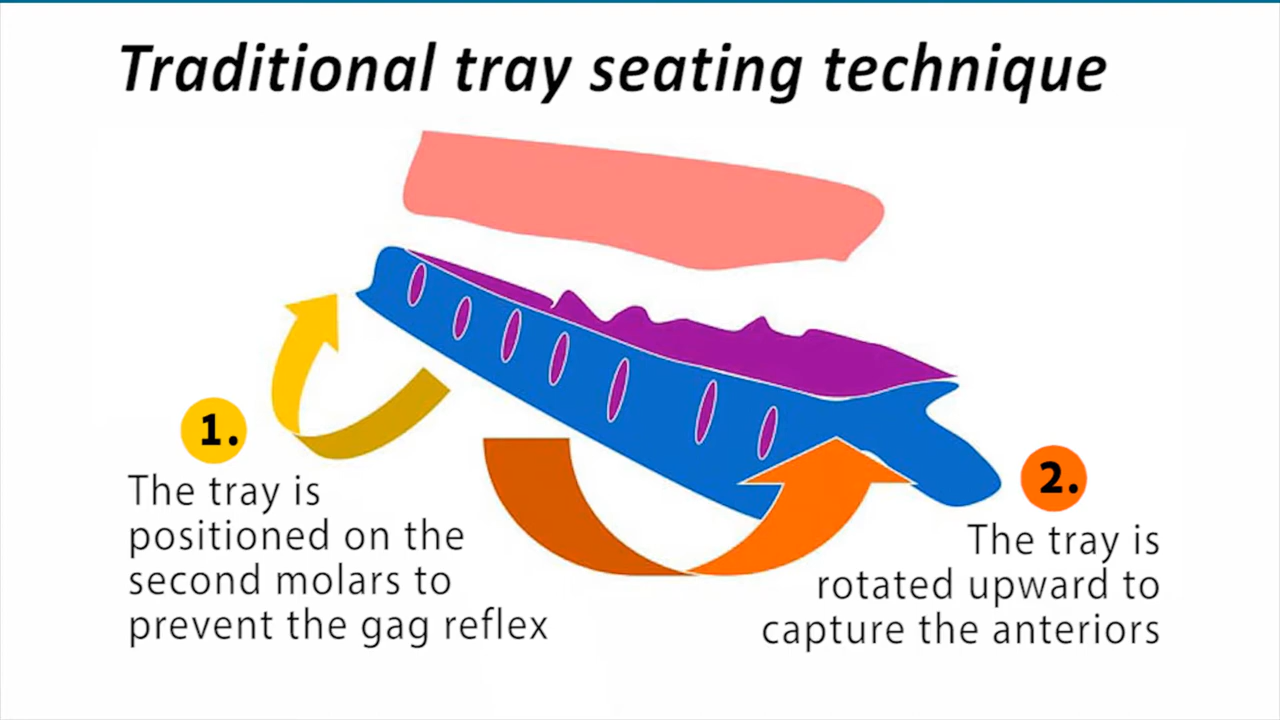 Traditional tray seating technique
1.
The tray is
positioned on the
second molars to
prevent the gag reflex
2.
The tray is
rotated upward to
capture the anteriors